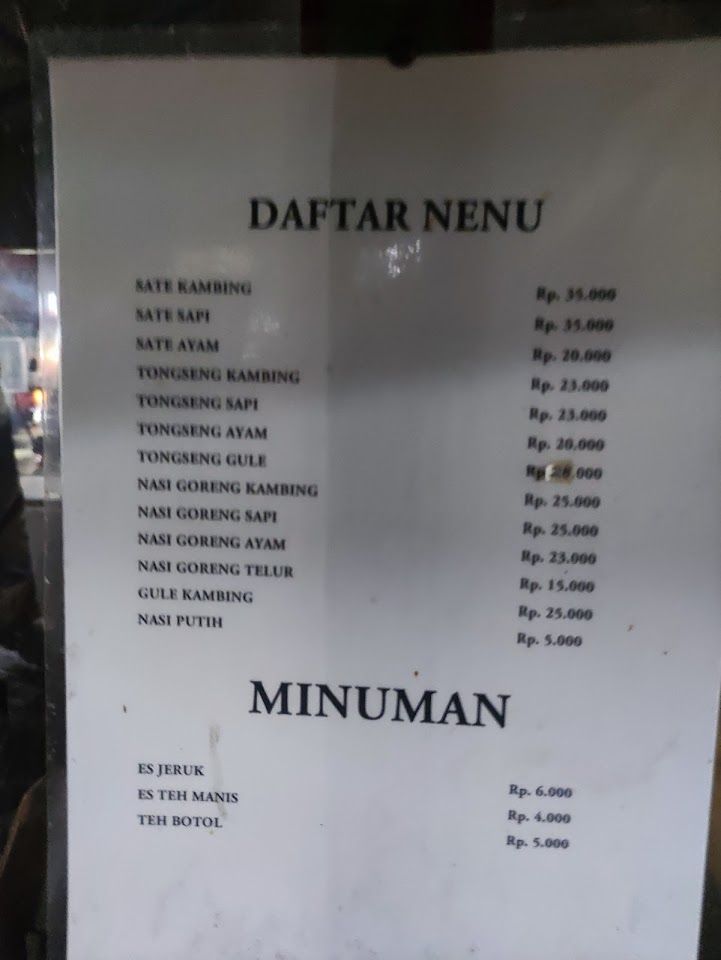 DAFTAR NENU
SATE KAMBING Rp. 35.000
SATE SAPI Rp. 35.000
SATE AYAM Rp. 20.000
TONGSENG KAMBING Rp. 23.000
TONGSENG SAPI Rp. 23.000
TONGSENG AYAM Rp. 20.000
TONGSENG GULE
NASI GORENG KAMBING Rp. 25.000
NASI GORENG SAPI Rp. 25.000
NASI GORENG AYAM Rp. 23.000
NASI GORENG TELUR Rp. 15.000
GULE KAMBING Rp. 25.000
NASI PUTIH Rp. 5.000
MINUMAN
ES JERUK Rp. 6.000
ES TEH MANIS Rp. 4.000
TEH BOTOL Rp. 5.000